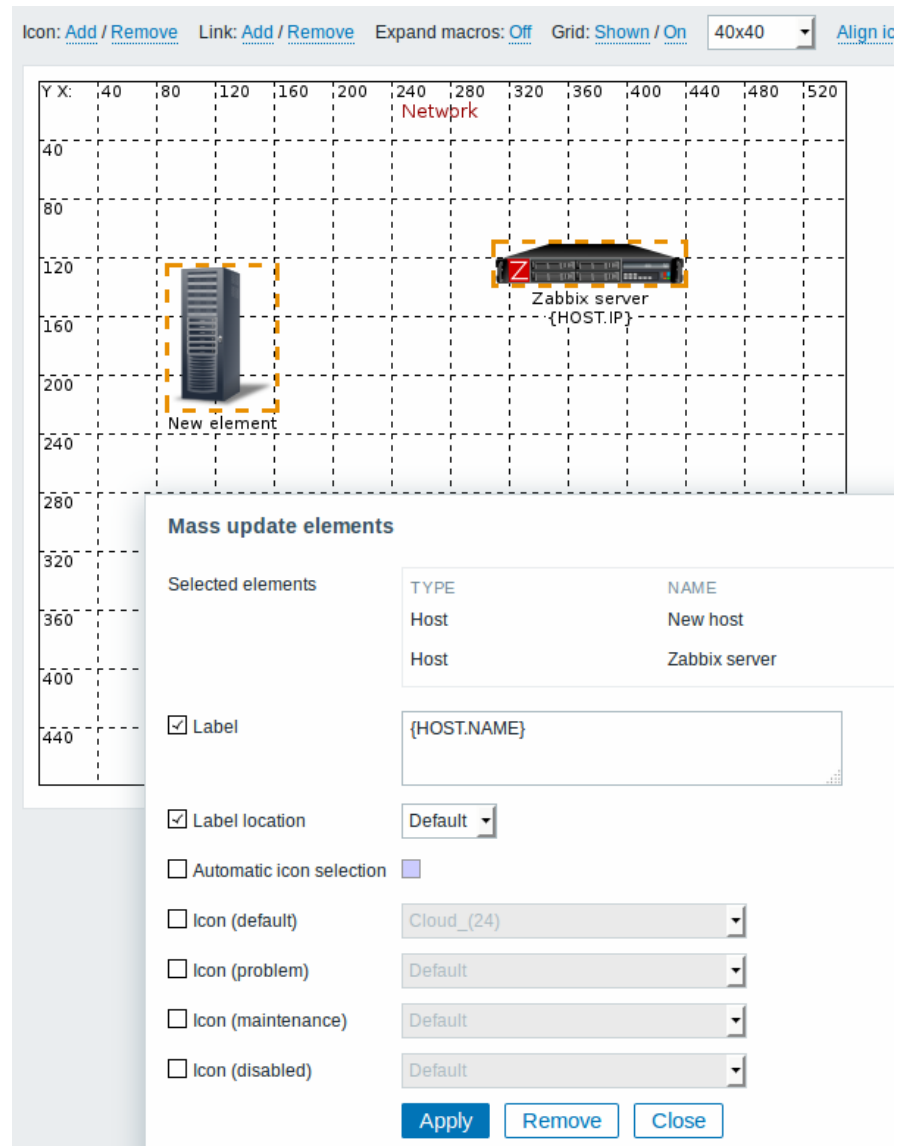 Icon: Add / Remove Link: Add / Remove Expand macros: Off Grid: Shown / On 40x40 Align ic
Y X: 40 80 120 160 200 240 280 320 360 400 440 480 520
Network
40
80
120
Z
Zabbix server
160
{HOST.IP}
200
New element
240
280
Mass update elements
320
Selected elements
TYPE NAME
360
Host New host
Host Zabbix server
400
Label {HOST.NAME}
440
Label location Default
Automatic icon selection
Icon (default) Cloud_(24)
Icon (problem) Default
Icon (maintenance) Default
Icon (disabled) Default
Apply Remove Close